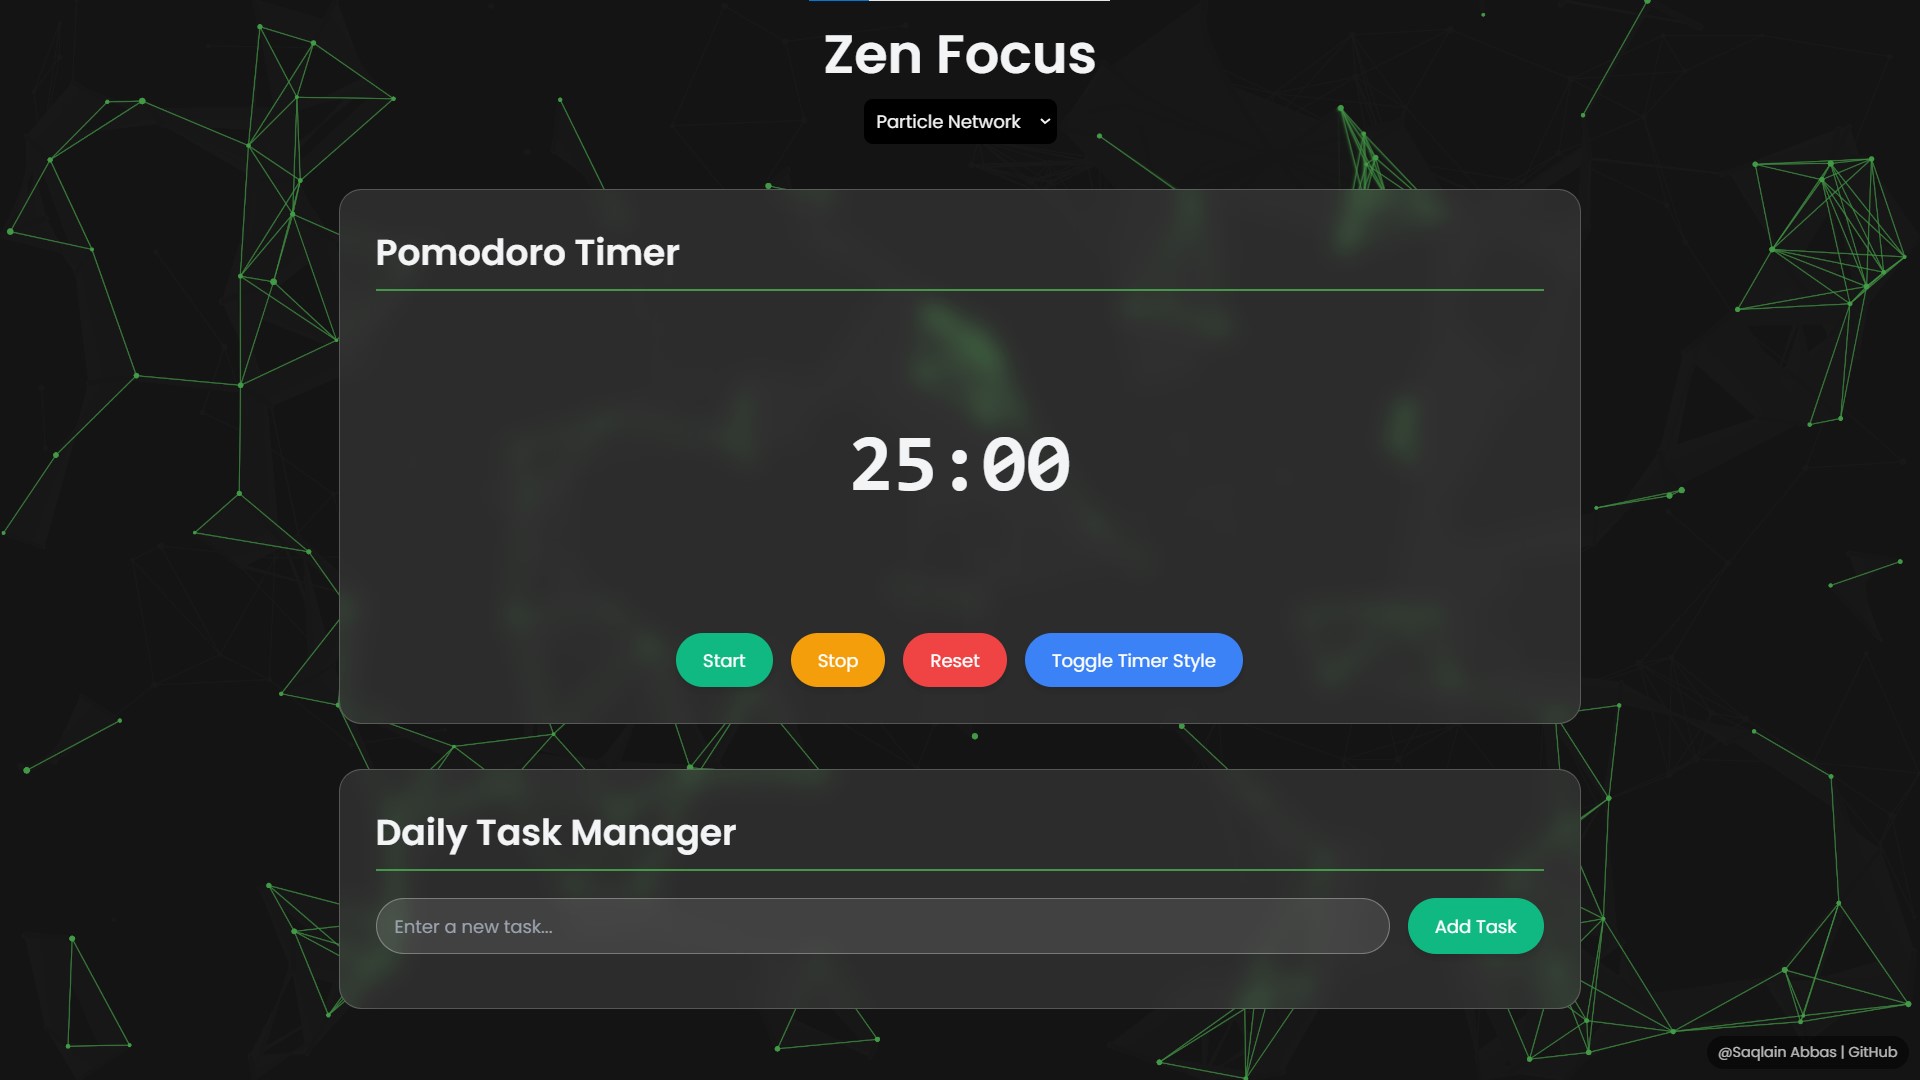 Zen Focus
Particle Network
Pomodoro Timer
25:00
Start Stop Reset Toggle Timer Style
Daily Task Manager
Enter a new task... Add Task
@Saqlain Abbas | GitHub